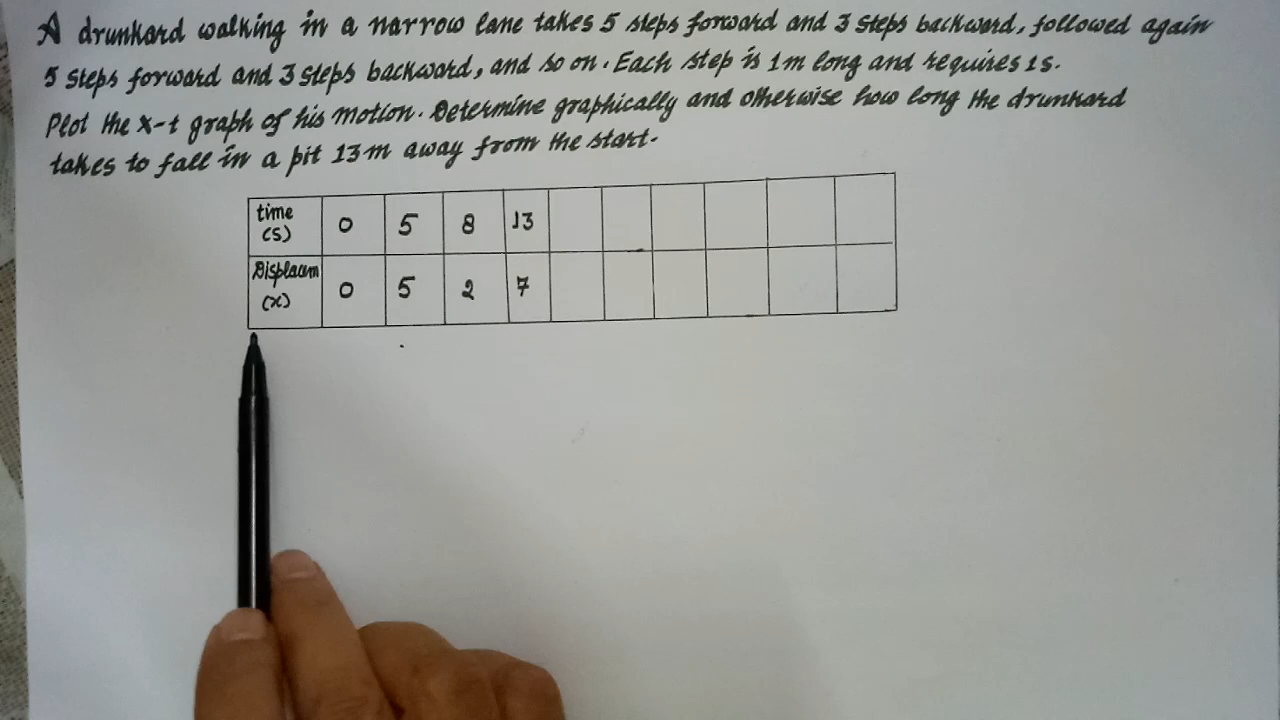 A drunkard walking in a narrow lane takes 5 steps forward and 3 steps backward, followed again
5 steps forward and 3 steps backward, and so on. Each step is 1m long and requires 1s.
Plot the x-t graph of his motion. Determine graphically and otherwise how long the drunkard
takes to fall in a pit 13m away from the start.
time (s) 0 5 8 13
Displacem (x) 0 5 2 7